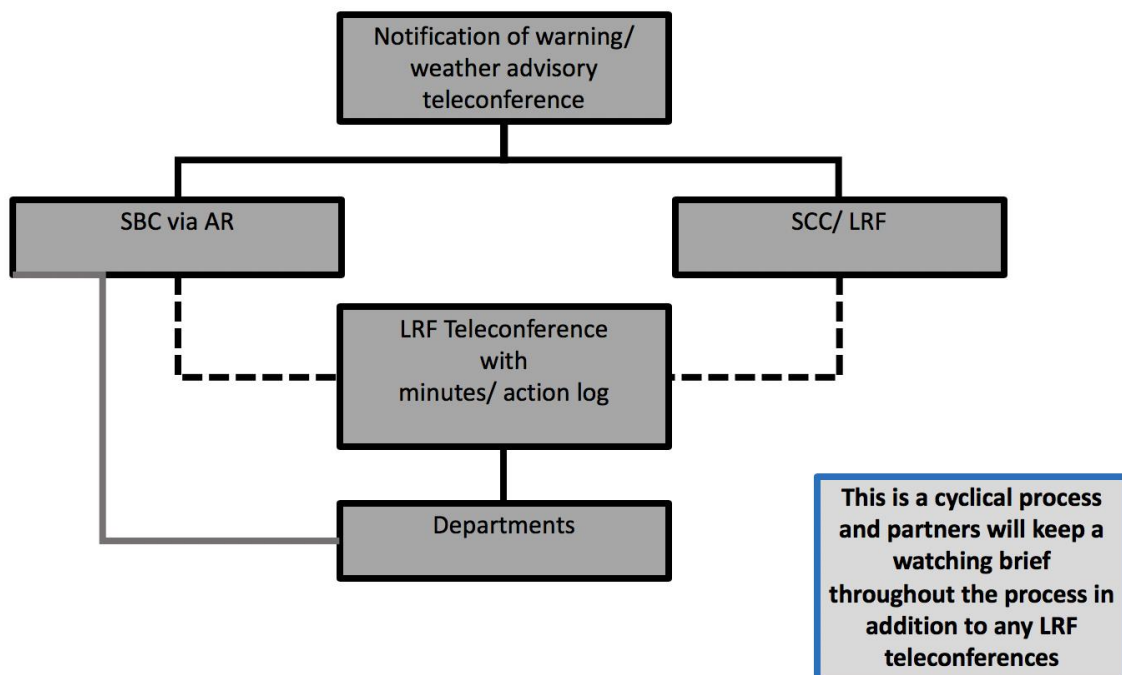 Notification of warning/
weather advisory
teleconference
SBC via AR
SCC/ LRF
LRF Teleconference
with
minutes/ action log
Departments
This is a cyclical process
and partners will keep a
watching brief
throughout the process in
addition to any LRF
teleconferences